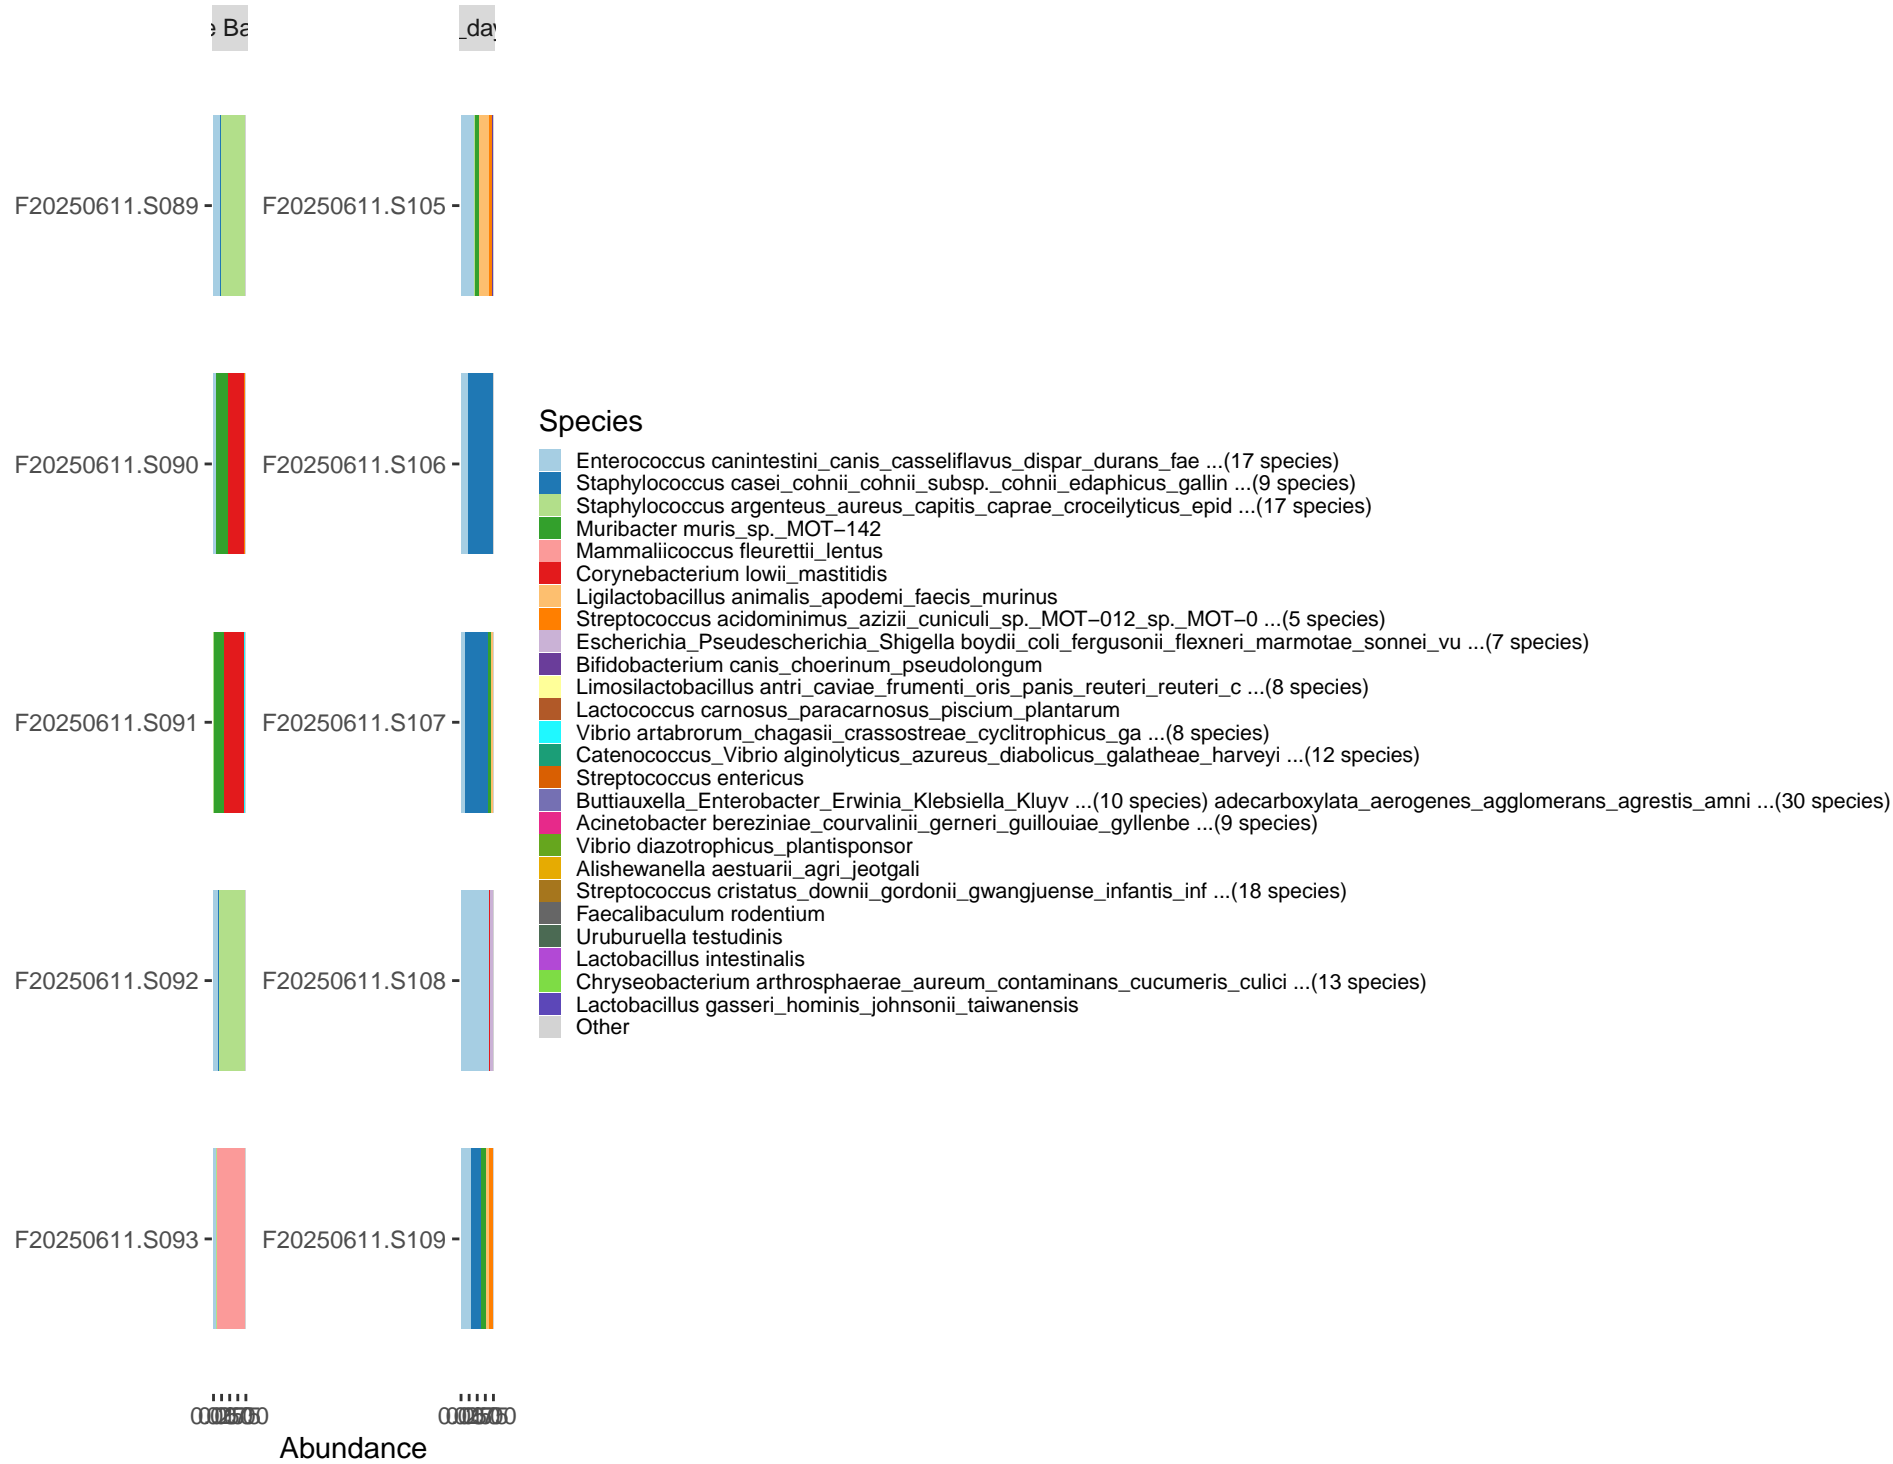 e Ba
_day
F20250611.S089
F20250611.S105
F20250611.S090
F20250611.S106
F20250611.S091
F20250611.S107
F20250611.S092
F20250611.S108
F20250611.S093
F20250611.S109
Abundance
Species
Enterococcus canintestini_canis_casseliflavus_dispar_durans_fae ...(17 species)
Staphylococcus casei_cohnii_cohnii_subsp._cohnii_edaphicus_gallin ...(9 species)
Staphylococcus argenteus_aureus_capitis_caprae_croceilyticus_epid ...(17 species)
Muribacter muris_sp._MOT−142
Mammaliicoccus fleurettii_lentus
Corynebacterium lowii_mastitidis
Ligilactobacillus animalis_apodemi_faecis_murinus
Streptococcus acidominimus_azizii_cuniculi_sp._MOT−012_sp._MOT−0 ...(5 species)
Escherichia_Pseudescherichia_Shigella boydii_coli_fergusonii_flexneri_marmotae_sonnei_vu ...(7 species)
Bifidobacterium canis_choerinum_pseudolongum
Limosilactobacillus antri_caviae_frumenti_oris_panis_reuteri_reuteri_c ...(8 species)
Lactococcus carnosus_paracarnosus_piscium_plantarum
Vibrio artabrorum_chagasii_crassostreae_cyclitrophicus_ga ...(8 species)
Catenococcus_Vibrio alginolyticus_azureus_diabolicus_galatheae_harveyi ...(12 species)
Streptococcus entericus
Buttiauxella_Enterobacter_Erwinia_Klebsiella_Kluyv ...(10 species) adecarboxylata_aerogenes_agglomerans_agrestis_amni ...(30 species)
Acinetobacter bereziniae_courvalinii_gerneri_guillouiae_gyllenbe ...(9 species)
Vibrio diazotrophicus_plantisponsor
Alishewanella aestuarii_agri_jeotgali
Streptococcus cristatus_downii_gordonii_gwangjuense_infantis_inf ...(18 species)
Faecalibaculum rodentium
Uruburuella testudinis
Lactobacillus intestinalis
Chryseobacterium arthrosphaerae_aureum_contaminans_cucumeris_culici ...(13 species)
Lactobacillus gasseri_hominis_johnsonii_taiwanensis
Other